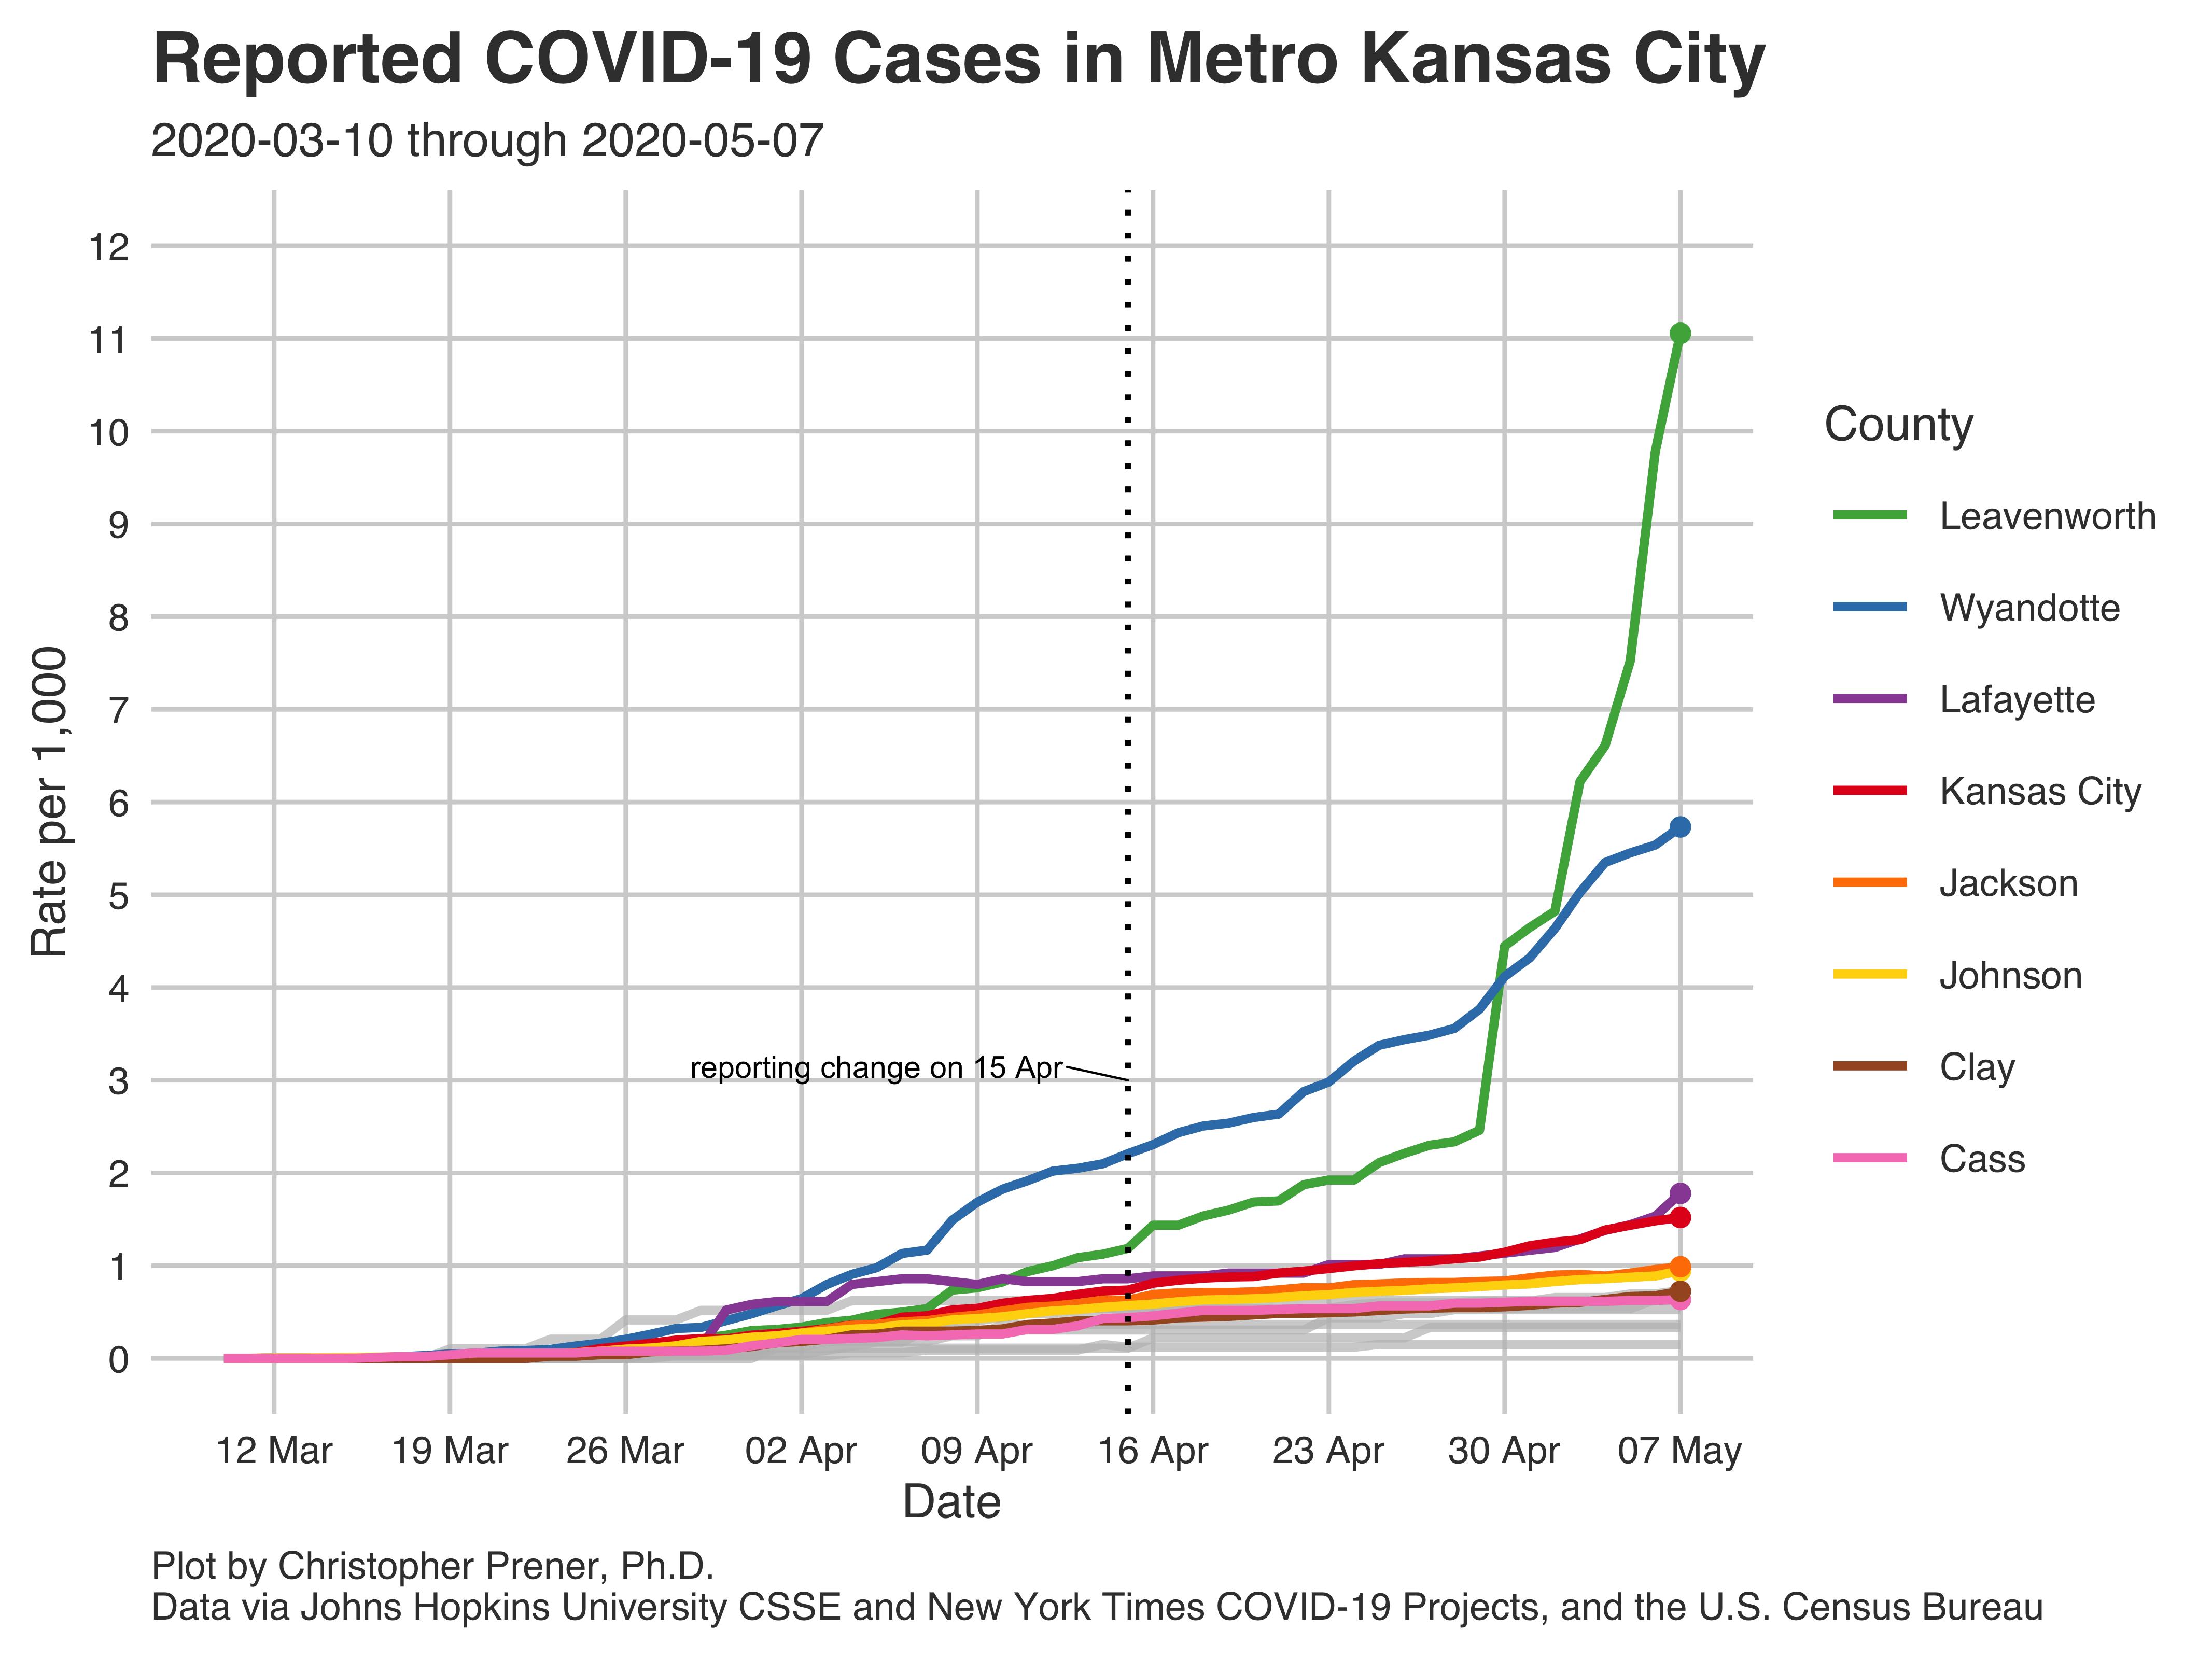 Reported COVID-19 Cases in Metro Kansas City
2020-03-10 through 2020-05-07
12
11
10
9
8
7
6
5
4
3
2
1
0
Rate per 1,000
reporting change on 15 Apr
12 Mar
19 Mar
26 Mar
02 Apr
09 Apr
16 Apr
23 Apr
30 Apr
07 May
Date
County
Leavenworth
Wyandotte
Lafayette
Kansas City
Jackson
Johnson
Clay
Cass
Plot by Christopher Prener, Ph.D.
Data via Johns Hopkins University CSSE and New York Times COVID-19 Projects, and the U.S. Census Bureau